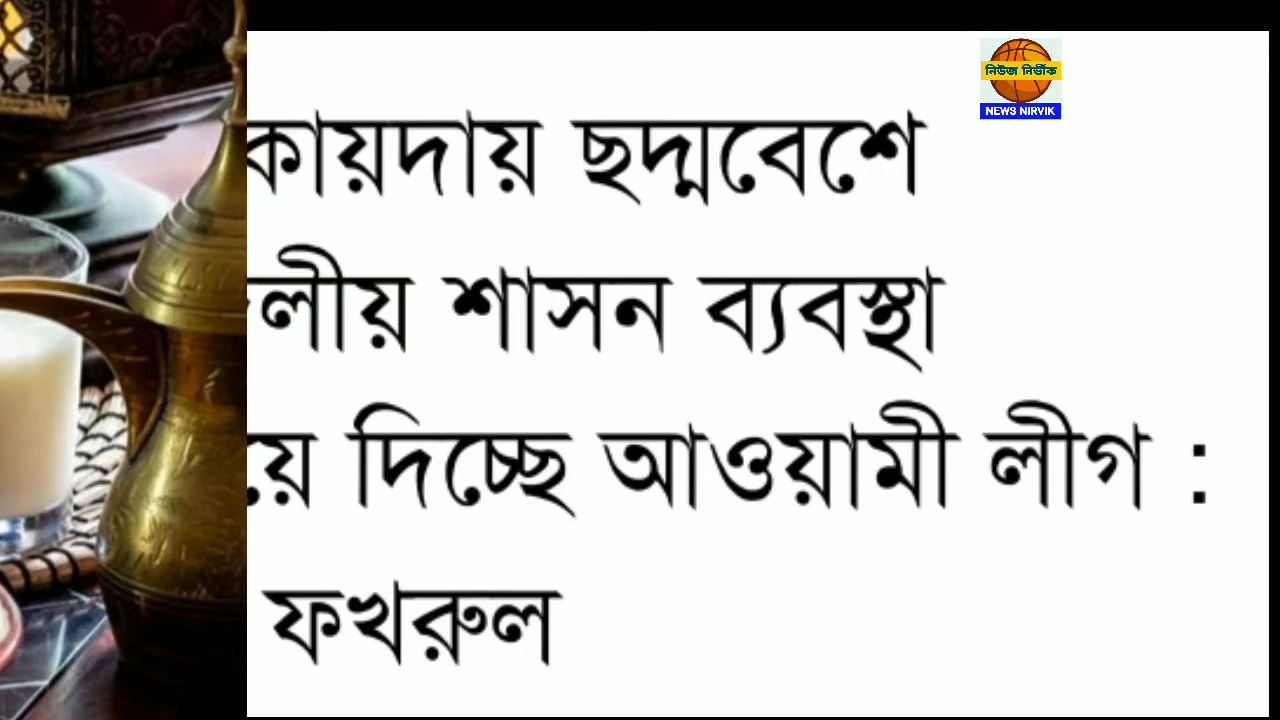 নিউজ নির্ভীক
NEWS NIRVIK
কায়দায় ছদ্মবেশে
শাসন ব্যবস্থা
দিচ্ছে আওয়ামী লীগ :
ফখরুল